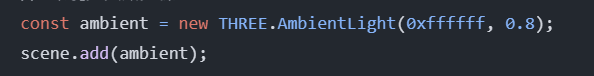 const ambient = new THREE.AmbientLight(0xffffff, 0.8);
scene.add(ambient);